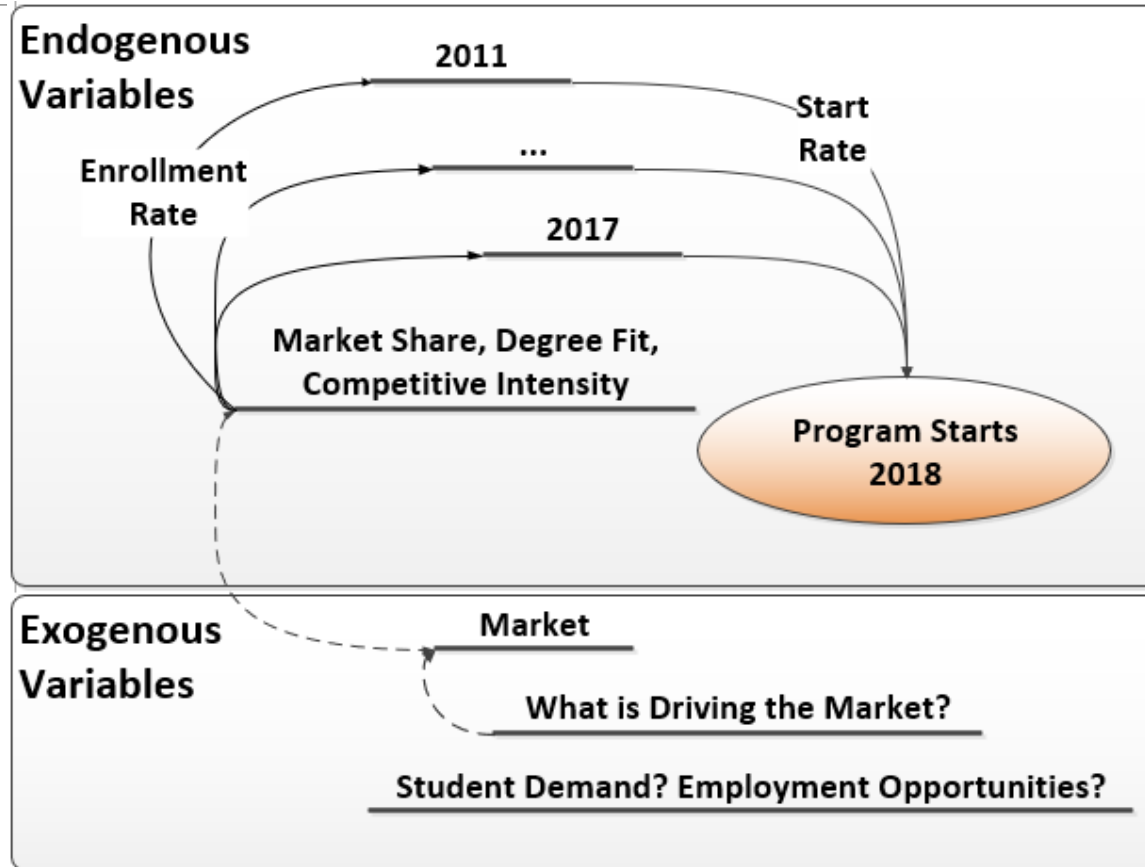 Endogenous
Variables
2011
Start
Rate
...
Enrollment
Rate
2017
Market Share, Degree Fit,
Competitive Intensity
Program Starts
2018
Exogenous
Variables
Market
What is Driving the Market?
Student Demand? Employment Opportunities?